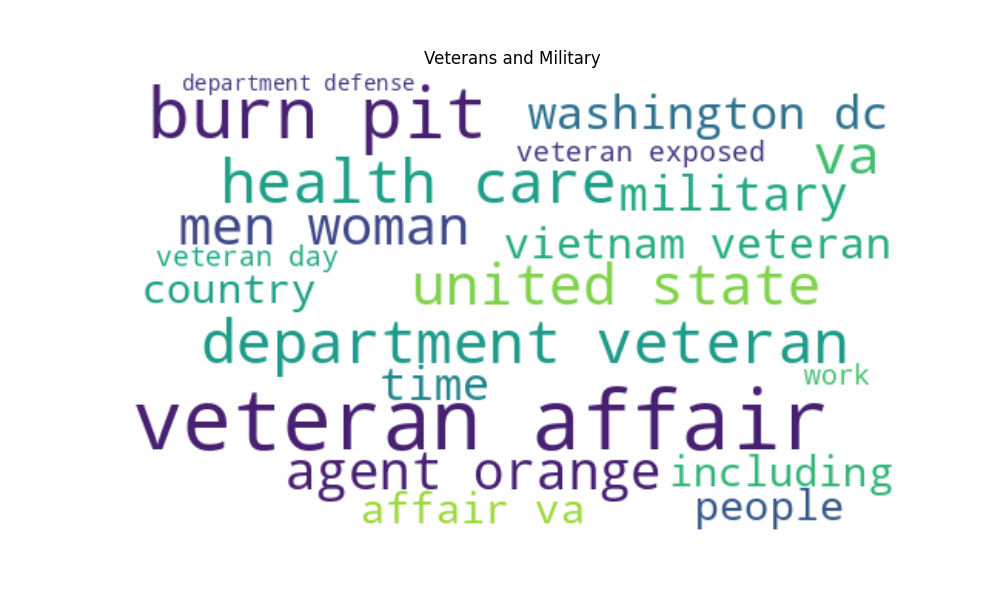 Veterans and Military
department defense
burn pit
washington dc
veteran exposed
va
health care
military
men woman
vietnam veteran
veteran day
country
united state
department veteran
time
work
veteran affair
agent orange
including
affair va
people